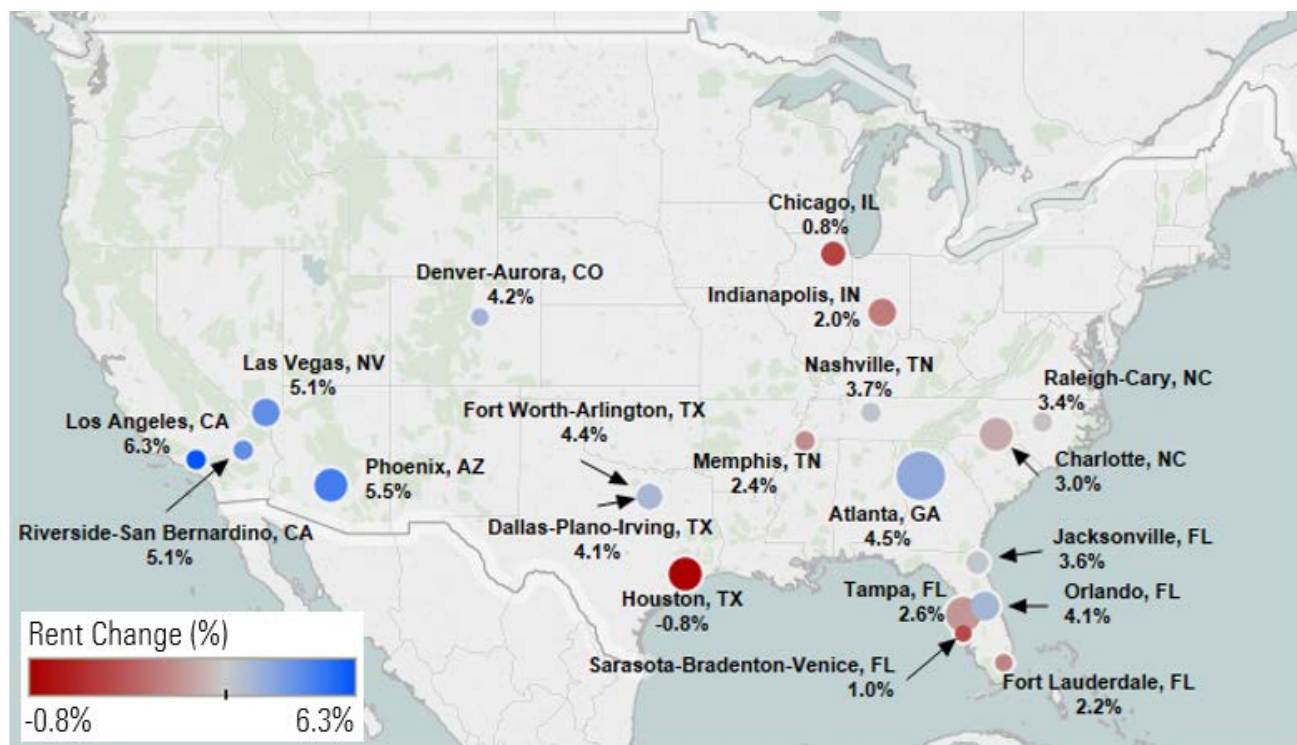 Chicago, IL
0.8%
Denver-Aurora, CO
4.2%
Indianapolis, IN
2.0%
Las Vegas, NV
5.1%
Nashville, TN
3.7%
Raleigh-Cary, NC
3.4%
Los Angeles, CA
6.3%
Fort Worth-Arlington, TX
4.4%
Phoenix, AZ
5.5%
Memphis, TN
2.4%
Charlotte, NC
3.0%
Riverside-San Bernardino, CA
5.1%
Dallas-Plano-Irving, TX
4.1%
Atlanta, GA
4.5%
Jacksonville, FL
3.6%
Houston, TX
-0.8%
Tampa, FL
2.6%
Orlando, FL
4.1%
Sarasota-Bradenton-Venice, FL
1.0%
Fort Lauderdale, FL
2.2%
Rent Change (%)
-0.8%
6.3%